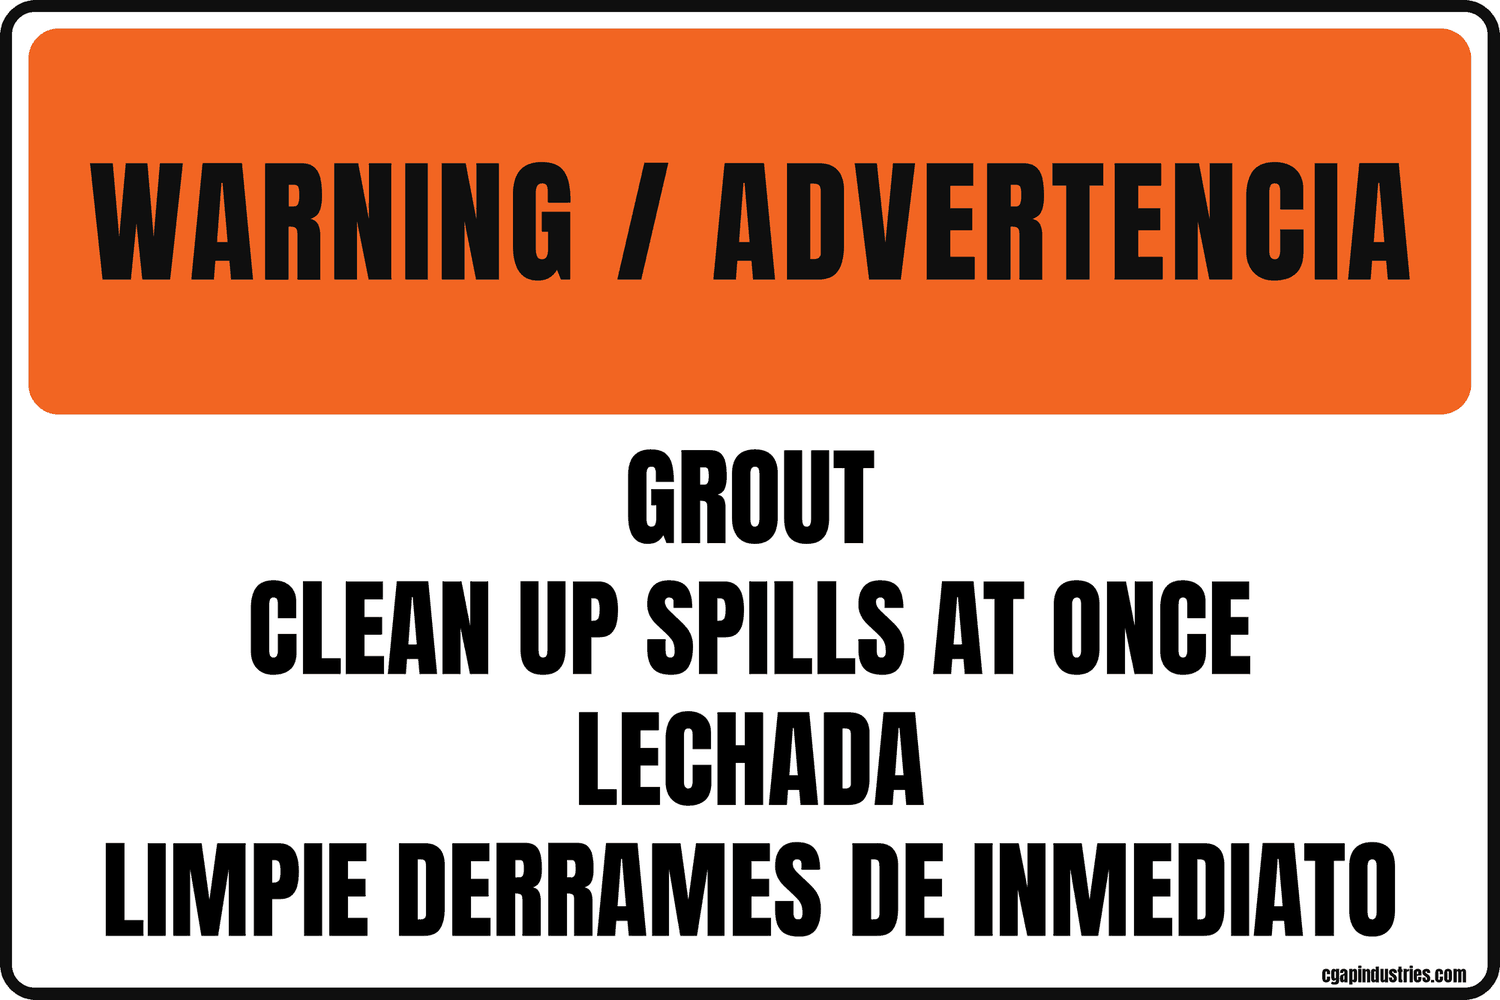 WARNING / ADVERTENCIA
GROUT
CLEAN UP SPILLS AT ONCE
LECHADA
LIMPIE DERRAMES DE INMEDIATO
cgapindustries.com